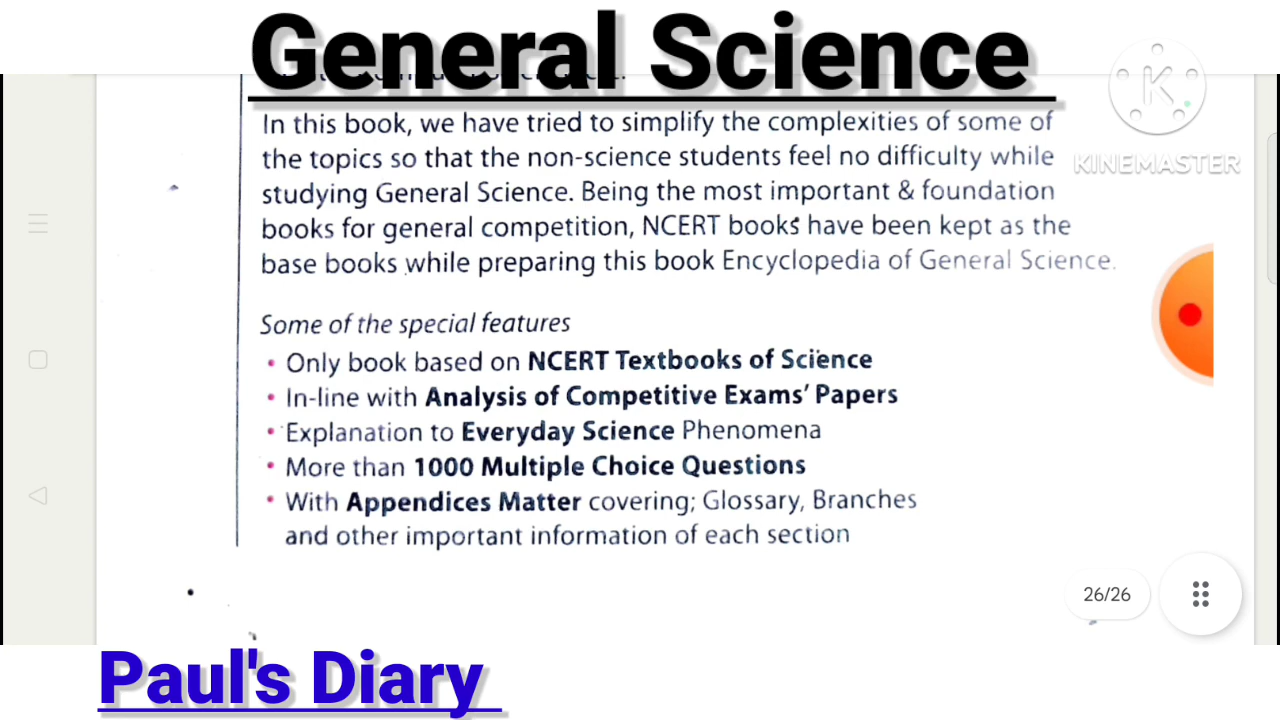 General Science
In this book, we have tried to simplify the complexities of some of
the topics so that the non-science students feel no difficulty while
studying General Science. Being the most important & foundation
books for general competition, NCERT books have been kept as the
base books while preparing this book Encyclopedia of General Science.
Some of the special features
• Only book based on NCERT Textbooks of Science
• In-line with Analysis of Competitive Exams' Papers
• Explanation to Everyday Science Phenomena
• More than 1000 Multiple Choice Questions
• With Appendices Matter covering; Glossary, Branches
and other important information of each section
K
KINEMASTER
26/26
Paul's Diary